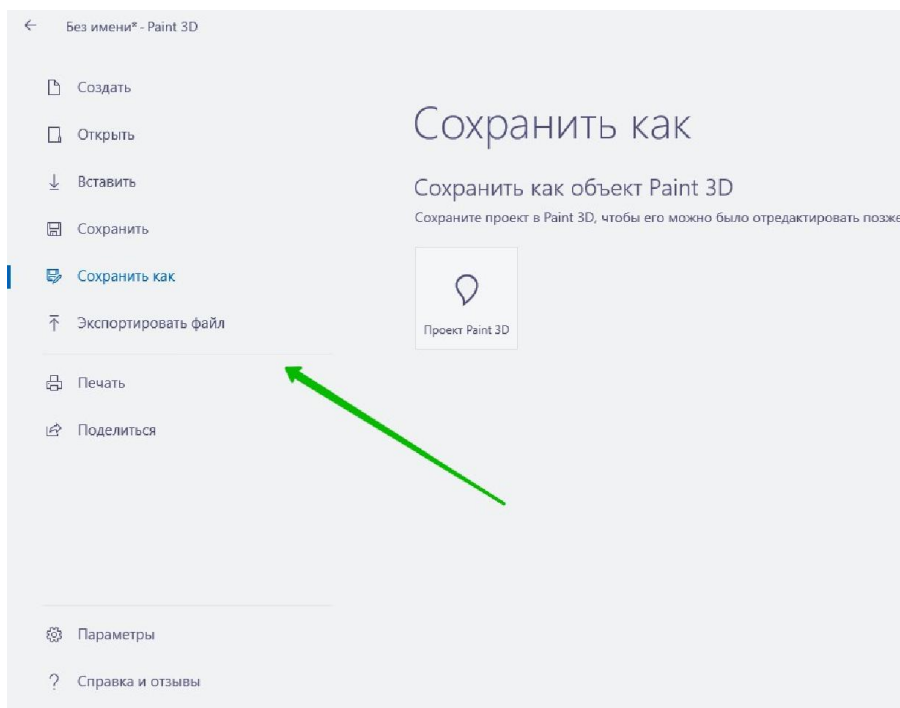 Без имени* - Paint 3D
Создать
Открыть
Вставить
Сохранить
Сохранить как
Экспортировать файл
Печать
Поделиться
Параметры
? Справка и отзывы
Сохранить как
Сохранить как объект Paint 3D
Сохраните проект в Paint 3D, чтобы его можно было отредактировать позже
Проект Paint 3D